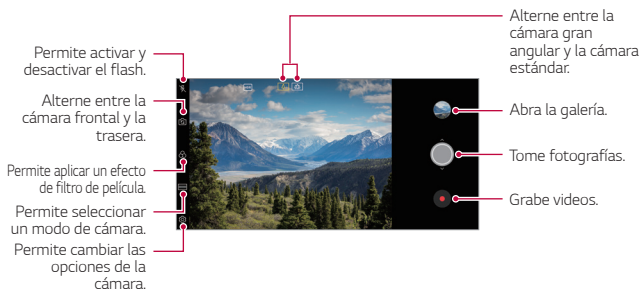 Permite activar y
desactivar el flash.
Alterne entre la
cámara frontal y la
trasera.
Permite aplicar un efecto
de filtro de película.
Permite seleccionar
un modo de cámara.
Permite cambiar las
opciones de la
cámara.
Alterne entre la
cámara gran
angular y la cámara
estándar.
Abra la galería.
Tome fotografías.
Grabe videos.